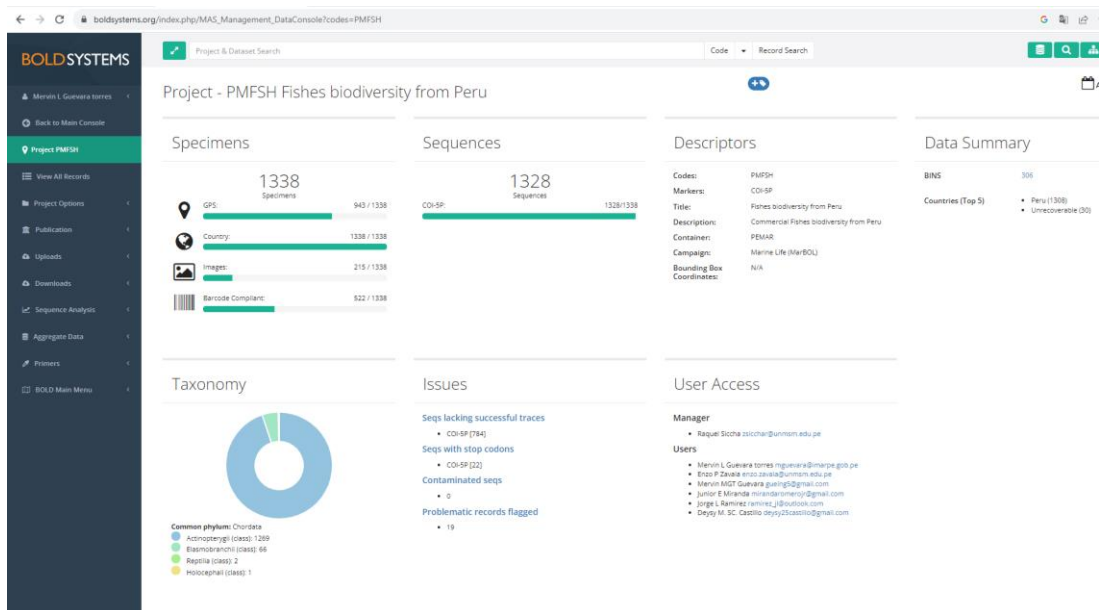 boldsystems.org/index.php/MAS_Management_DataConsole?codes=PMFSH
BOLDSYSTEMS
Project & Dataset Search
Code
Record Search
Mervin L Guevara torres
Back to Main Console
Project PMFSH
View All Records
Project Options
Publication
Uploads
Downloads
Sequence Analysis
Aggregate Data
Primers
BOLD Main Menu
Project - PMFSH Fishes biodiversity from Peru
Specimens
1338
Specimens
GPS: 943 / 1338
Country: 1338 / 1338
Images: 215 / 1338
Barcode Compliant: 522 / 1338
Sequences
1328
Sequences
COI-5P: 1328/1338
Descriptors
Codes: PMFSH
Markers: COI-5P
Title: Fishes biodiversity from Peru
Description: Commercial Fishes biodiversity from Peru
Container: PEMAR
Campaign: Marine Life (MarBOL)
Bounding Box N/A
Coordinates:
Data Summary
BINS 306
Countries (Top 5)
Peru (1308)
Unrecoverable (30)
Taxonomy
Common phylum: Chordata
Actinopterygii (class): 1269
Elasmobranchii (class): 66
Reptilia (class): 2
Holocephali (class): 1
Issues
Seqs lacking successful traces
COI-5P [784]
Seqs with stop codons
COI-5P [22]
Contaminated seqs
0
Problematic records flagged
19
User Access
Manager
Raquel Siccha zsicchar@unmsm.edu.pe
Users
Mervin L Guevara torres mguevara@imarpe.gob.pe
Enzo P Zavala enzo.zavala@unmsm.edu.pe
Mervin MGT Guevara gueing5@gmail.com
Junior E Miranda mirandaromerojr@gmail.com
Jorge L Ramirez ramirez_jl@outlook.com
Deysy M. SC. Castillo deysy25castillo@gmail.com